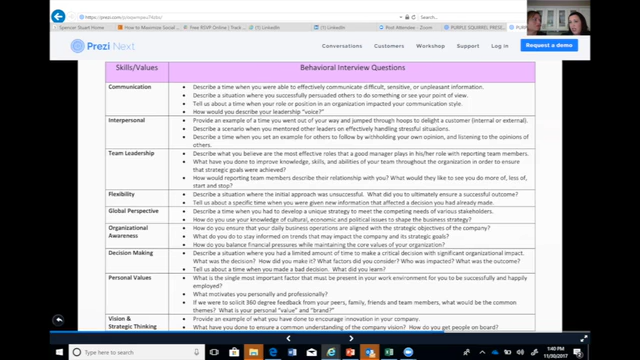 Spencer Stuart Home
How to Maximize Social
Free RSVP Online | Track
LinkedIn
LinkedIn
Post Attendee
PURPLE SQUIRREL PRES
Prezi Next
Conversations Customers Workshop Support Log in Request a demo
Skills/Values Behavioral Interview Questions
Communication • Describe a time when you were able to effectively communicate difficult, sensitive, or unpleasant information.
• Describe a situation where you successfully persuaded others to do something or see your point of view.
• Tell us about a time when your role or position in an organization impacted your communication style.
• How would you describe your leadership "voice?"
Interpersonal • Provide an example of a time you went out of your way and jumped through hoops to delight a customer (internal or external).
• Describe a scenario when you mentored other leaders on effectively handling stressful situations.
• Describe a time when you set an example for others to follow by withholding your own opinion, and listening to the opinions of
others.
Team Leadership • Describe what you believe are the most effective roles that a good manager plays in his/her role with reporting team members.
• What have you done to improve knowledge, skills, and abilities of your team throughout the organization in order to ensure
that strategic goals were achieved?
• How would reporting team members describe their relationship with you? What would they like to see you do more of, less of,
start and stop?
Flexibility • Describe a situation where the initial approach was unsuccessful. What did you to ultimately ensure a successful outcome?
• Tell us about a specific time when you were given new information that affected a decision you had already made.
Global Perspective • Describe a time when you had to develop a unique strategy to meet the competing needs of various stakeholders.
• How do you use your knowledge of cultural, economic and political issues to shape the business strategy?
Organizational • How do you ensure that your daily business operations are aligned with the strategic objectives of the company?
Awareness • What do you do to stay informed on trends that may impact the company and its strategic goals?
• How do you balance financial pressures while maintaining the core values of your organization?
Decision Making • Describe a situation where you had a limited amount of time to make a critical decision with significant organizational impact.
What was the decision? How did you make it? What factors did you consider? Who was impacted? What was the outcome?
• Tell us about a time when you made a bad decision. What did you learn?
Personal Values • What is the single most important factor that must be present in your work environment for you to be successful and happily
employed?
• What motivates you personally and professionally?
• If we were to solicit 360 degree feedback from your peers, family, friends and team members, what would be the common
themes? What is your personal "value" and "brand?"
Vision & • Provide an example of what you have done to encourage innovation in your company.
Strategic Thinking • What have you done to ensure a common understanding of the company vision? How do you get people on board?
1:40 PM
11/30/2017